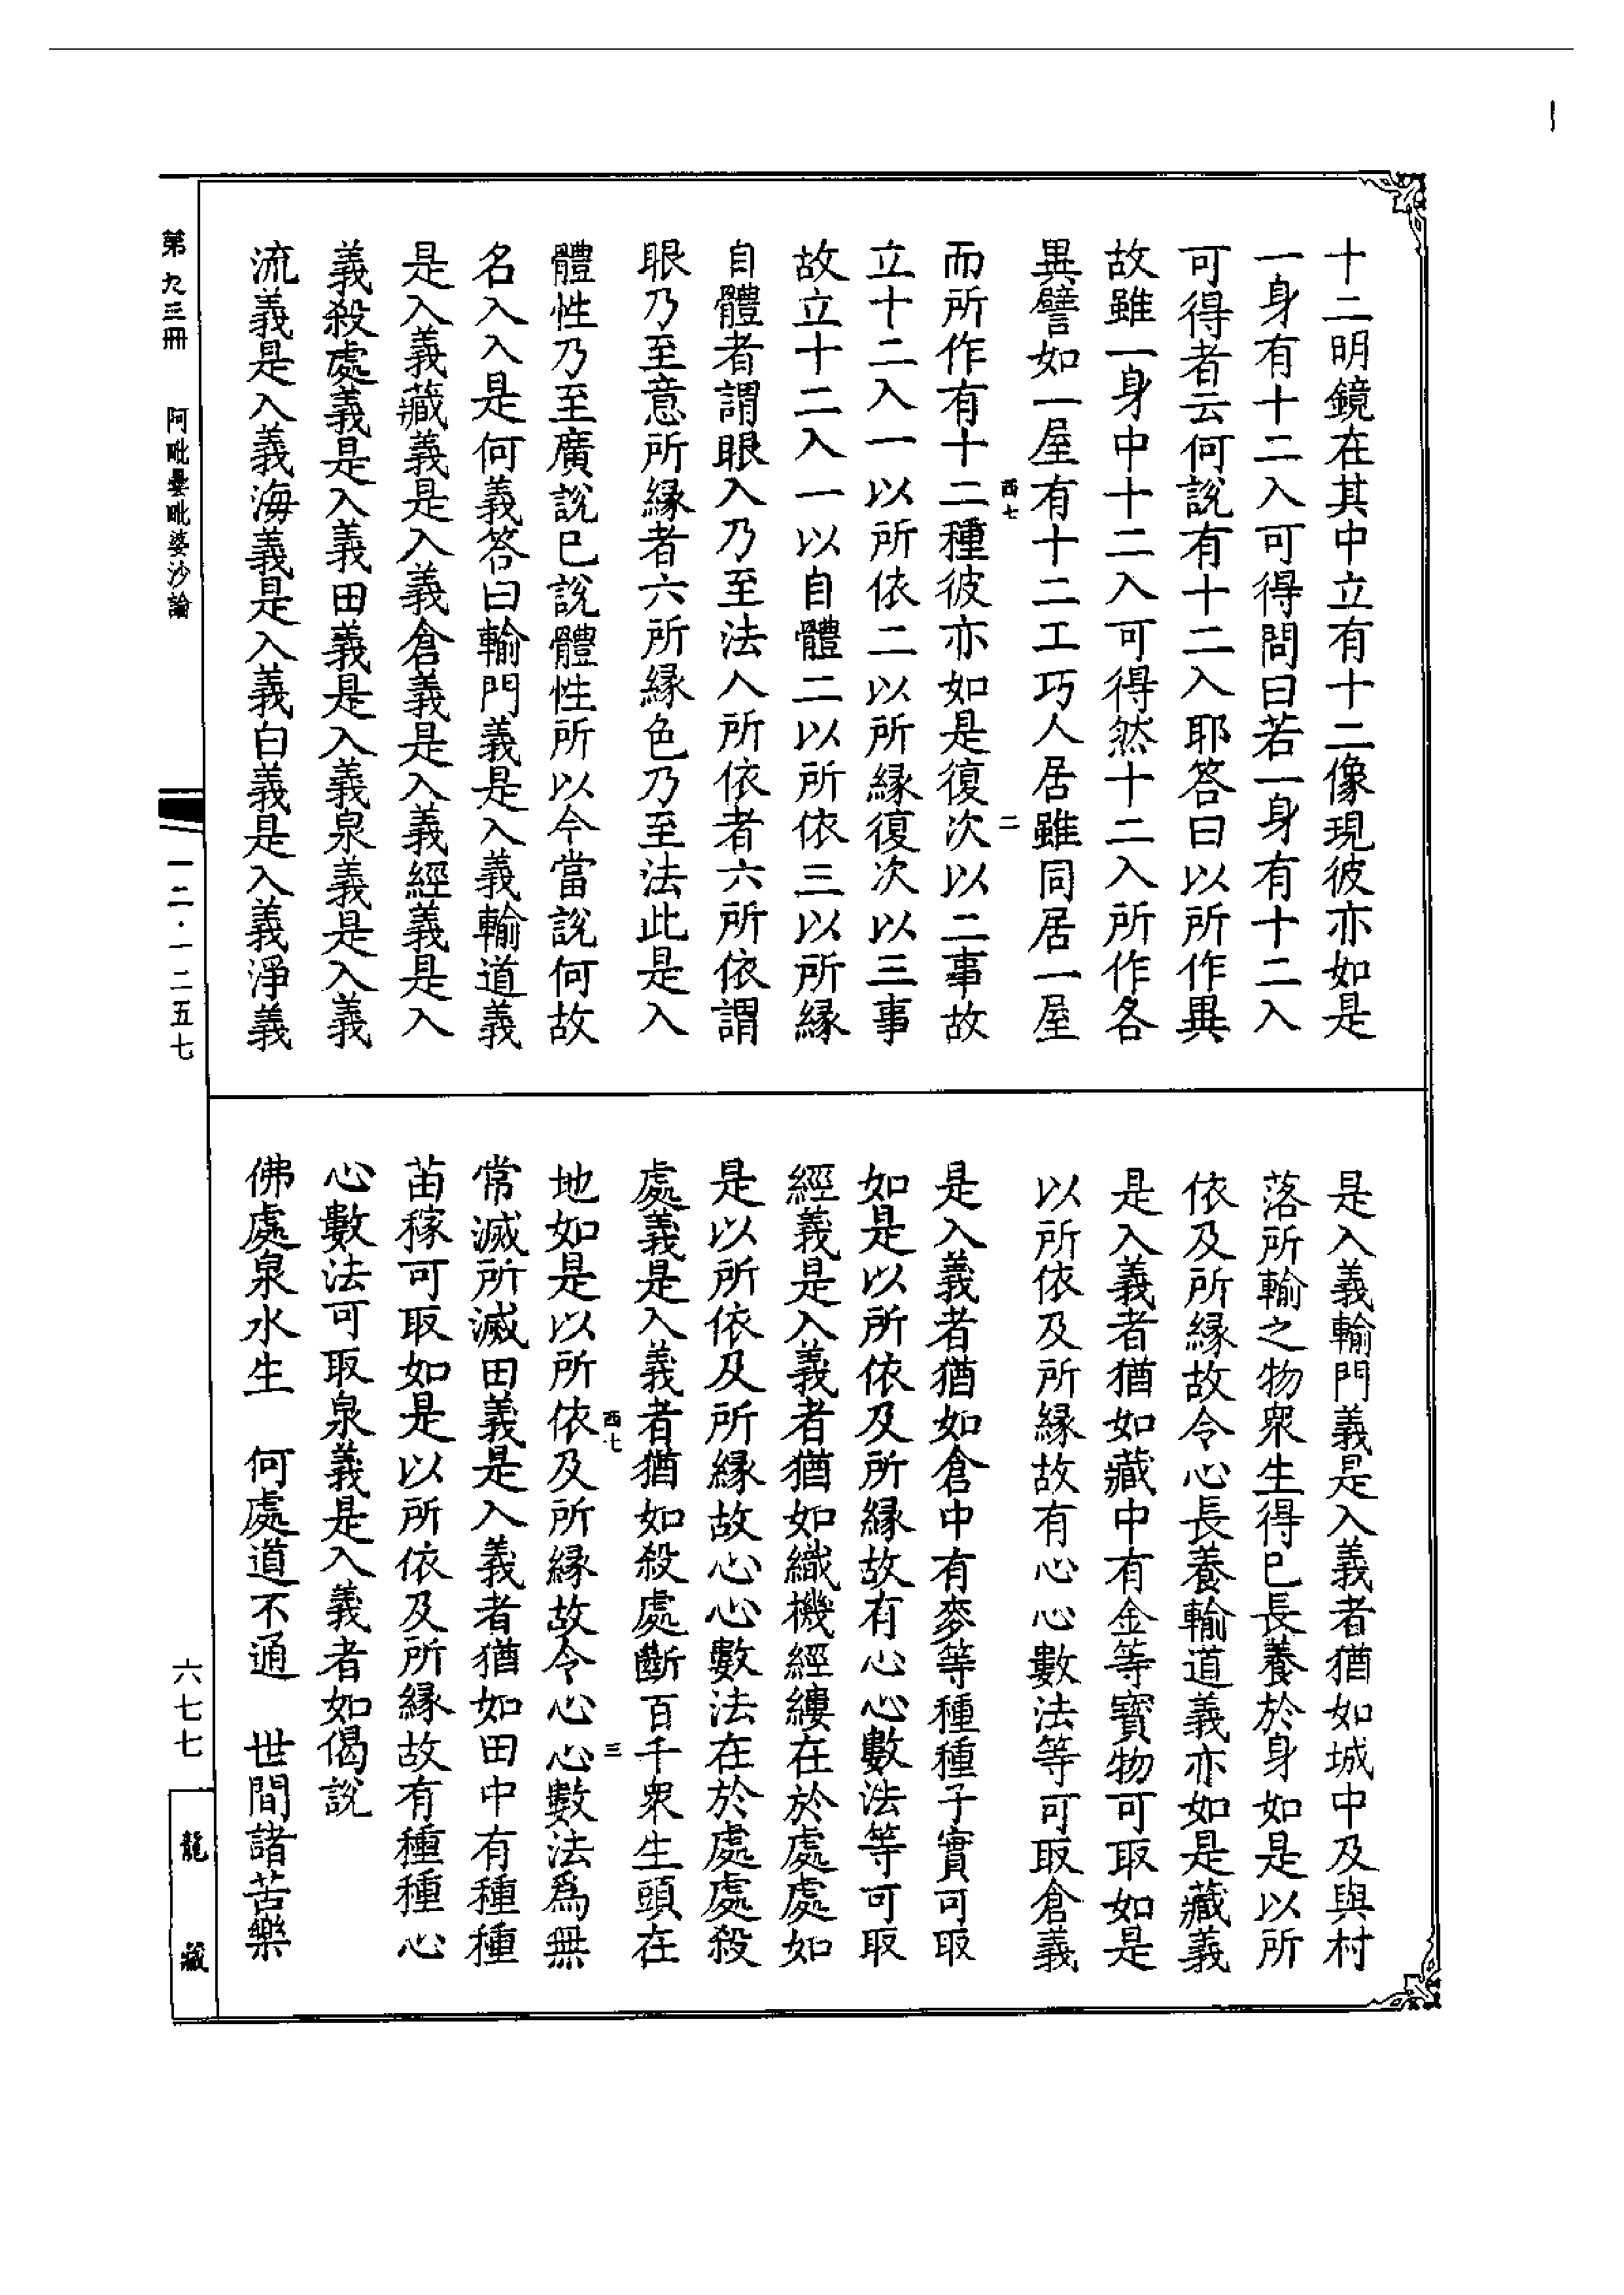 十二明鏡在其中立有十二像現彼亦如是
一身有十二入可得問曰若一身有十二入
可得者云何說有十二入耶答曰以所作異
故雖一身中十二入可得然十二入所作各
異譬如一屋有十二工巧人居雖同居一屋
西七 二
而所作有十二種彼亦如是復次以二事故
立十二入一以所依二以所緣復次以三事
故立十二入一以自體二以所依三以所緣
自體者謂眼入乃至法入所依者六所依謂
眼乃至意所緣者六所緣色乃至法此是入
體性乃至廣說已說體性所以今當說何故
名入入是何義答曰輸門義是入義輸道義
是入義藏義是入義倉義是入義經義是入
義殺處義是入義田義是入義泉義是入義
流義是入義海義是入義白義是入義淨義
是入義輸門義是入義者猶如城中及與村
落所輸之物眾生得已長養於身如是以所
依及所緣故令心長養輸道義亦如是藏義
是入義者猶如藏中有金等寶物可取如是
以所依及所緣故有心心數法等可取倉義
是入義者猶如倉中有麥等種種子實可取
如是以所依及所緣故有心心數法等可取
經義是入義者猶如織機經縷在於處處如
是以所依及所緣故心心數法在於處處殺
處義是入義者猶如殺處斷百千眾生頭在
西七 三
地如是以所依及所緣故令心心數法為無
常滅所滅田義是入義者猶如田中有種種
苗稼可取如是以所依及所緣故有種種心
心數法可取泉義是入義者如偈說
佛處泉水生 何處道不通 世間諸苦樂
第九三冊 阿毗曇毗婆沙論 一二·一二五七 六七七 龍藏